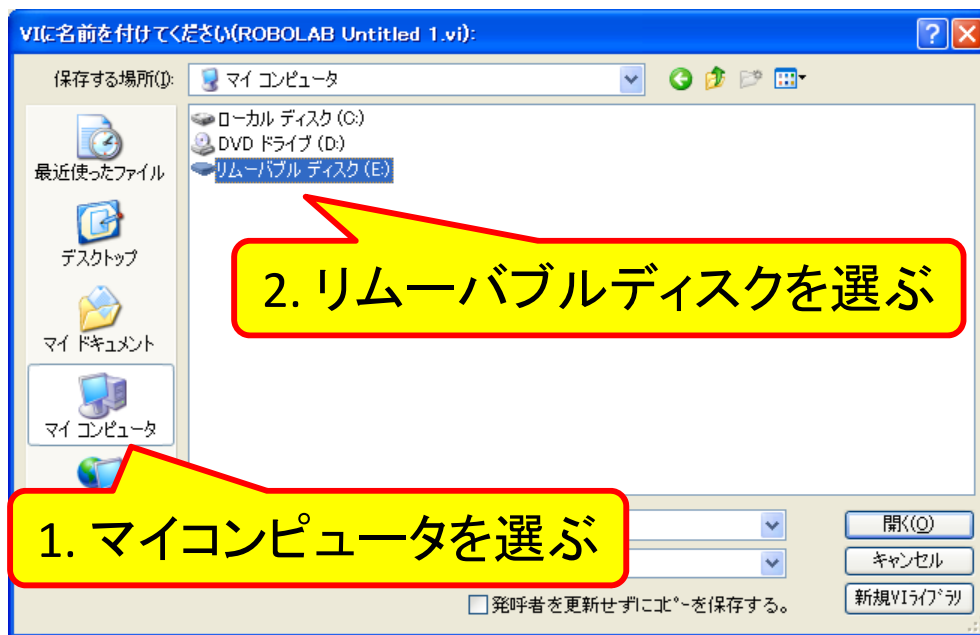 VIに名前を付けてください(ROBOLAB Untitled 1.vi):
保存する場所(I):
マイ コンピュータ
ローカル ディスク (C:)
DVD ドライブ (D:)
リムーバブル ディスク (E:)
最近使ったファイル
デスクトップ
マイ ドキュメント
マイ コンピュータ
2. リムーバブルディスクを選ぶ
1. マイコンピュータを選ぶ
開く(O)
キャンセル
新規VIライブラリ
発呼者を更新せずにコピーを保存する。